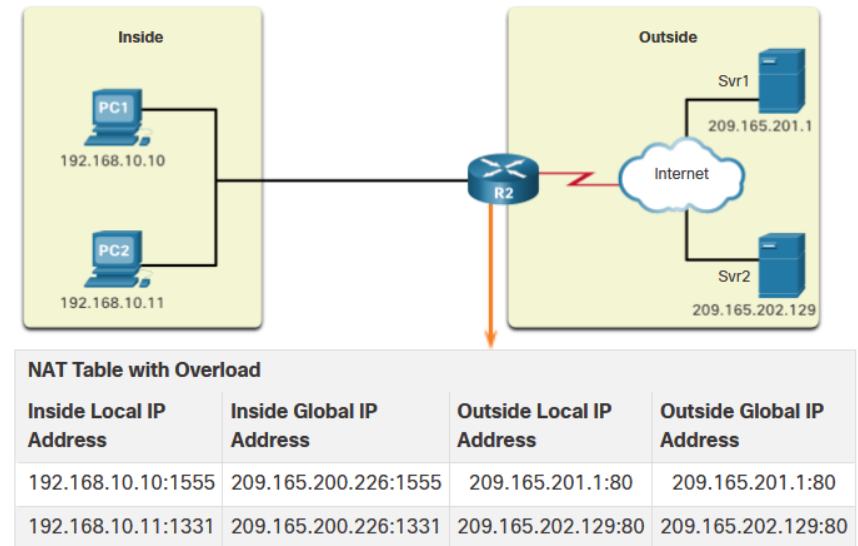 Inside
Outside
PC1
192.168.10.10
PC2
192.168.10.11
R2
Internet
Svr1
209.165.201.1
Svr2
209.165.202.129
NAT Table with Overload
Inside Local IP Address
Inside Global IP Address
Outside Local IP Address
Outside Global IP Address
192.168.10.10:1555 209.165.200.226:1555 209.165.201.1:80 209.165.201.1:80
192.168.10.11:1331 209.165.200.226:1331 209.165.202.129:80 209.165.202.129:80